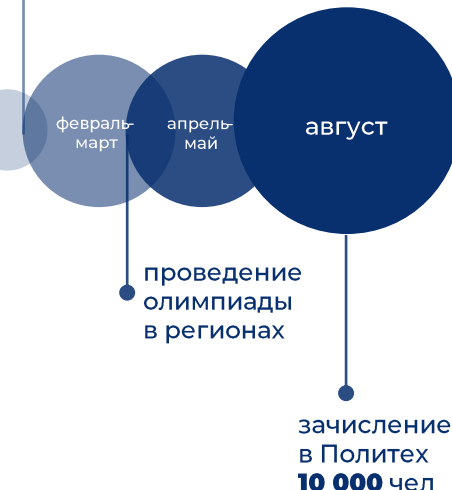 февраль-
март
апрель-
май
август
проведение
олимпиады
в регионах
зачисление
в Политех
10 000 чел